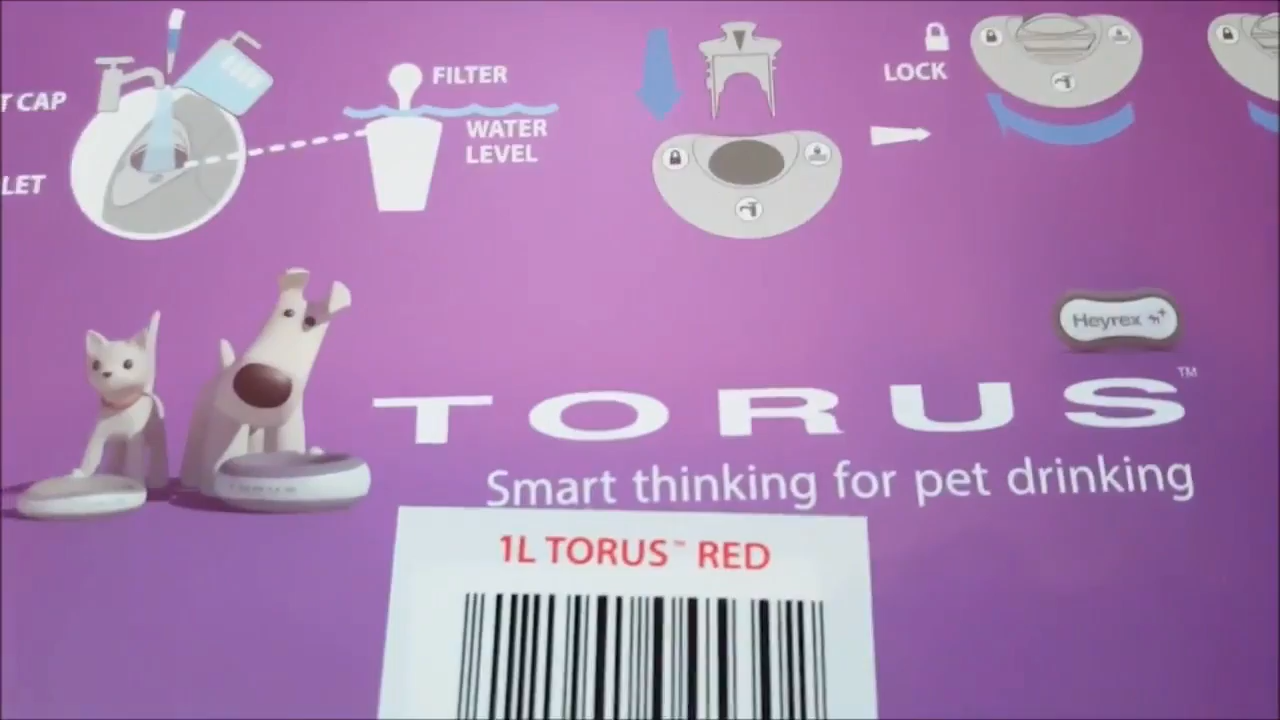 T CAP
LET
FILTER
WATER
LEVEL
LOCK
Heyrex
TORUS™
Smart thinking for pet drinking
1L TORUS™ RED